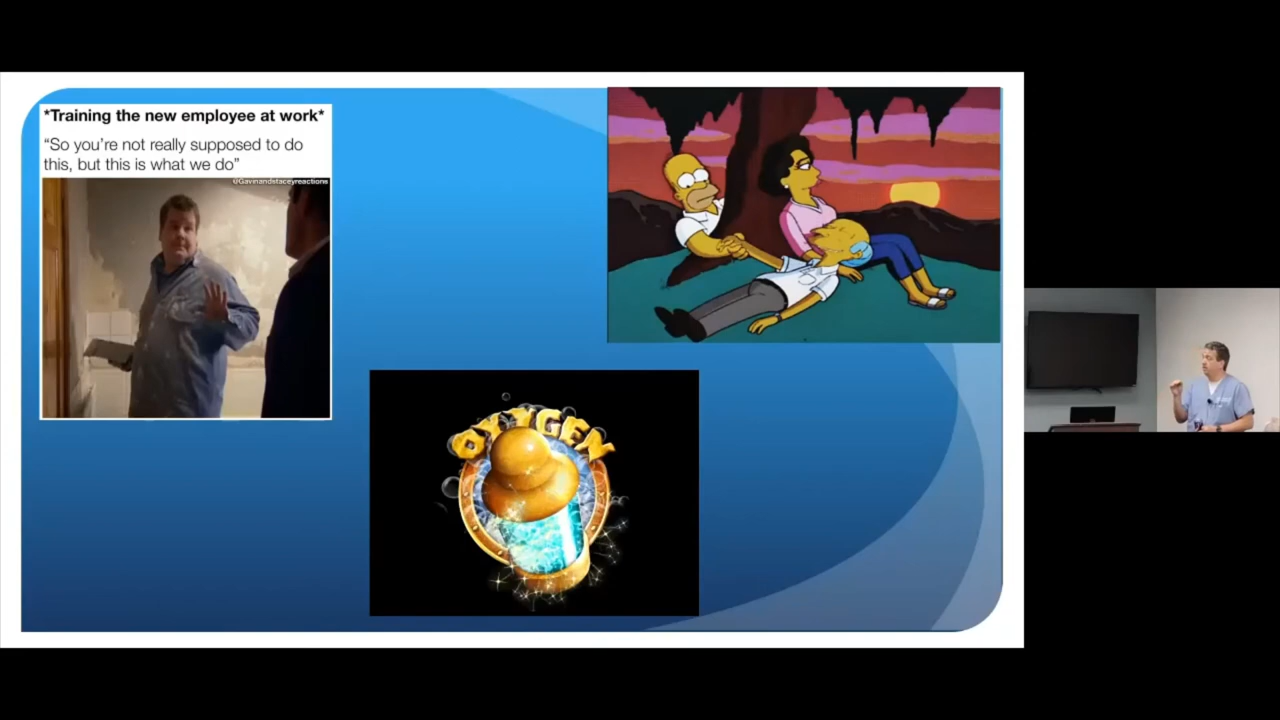 *Training the new employee at work*
“So you’re not really supposed to do
this, but this is what we do”
@Gavinandstaceyreactions
OXYGEN